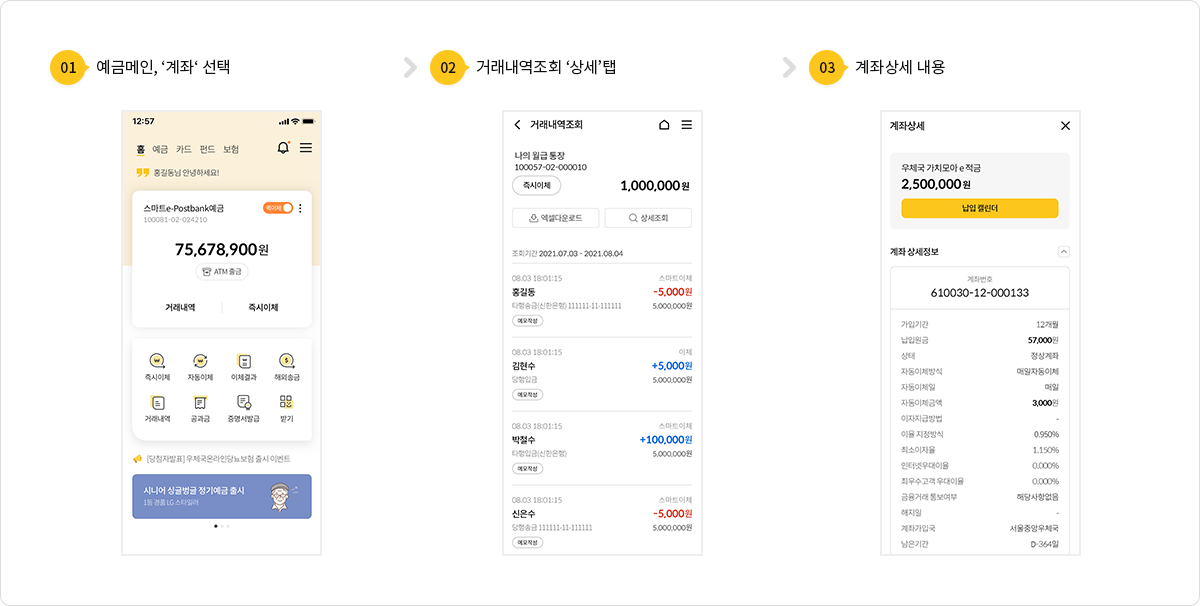 01 예금메인, ‘계좌‘ 선택
12:57
홈 예금 카드 펀드 보험
홍길동님 안녕하세요!
스마트e-Postbank예금
100081-02-024210
75,678,900원
ATM 출금
거래내역 즉시이체
즉시이체 자동이체 이체결과 해외송금
거래내역 공과금 증명서발급 받기
[당첨자발표] 우체국온라인당뇨보험 출시 이벤트
시니어 싱글벙글 정기예금 출시
1등 경품 LG 스타일러
02 거래내역조회 ‘상세’탭
거래내역조회
나의 월급 통장
100057-02-000010
즉시이체 1,000,000원
엑셀다운로드 상세조회
조회기간 2021.07.03 - 2021.08.04
08.03 18:01:15 스마트이체
홍길동 -5,000원
타행송금(신한은행) 111111-11-111111 5,000,000원
메모작성
08.03 18:01:15 이체
김현수 +5,000원
당행입금 5,000,000원
메모작성
08.03 18:01:15 스마트이체
박철수 +100,000원
타행입금(신한은행) 5,000,000원
메모작성
08.03 18:01:15 스마트이체
신은수 -5,000원
당행송금 111111-11-111111 5,000,000원
메모작성
03 계좌상세 내용
계좌상세
우체국 가치모아 e 적금
2,500,000원
납입 캘린더
계좌 상세정보
계좌번호
610030-12-000133
가입기간 12개월
납입원금 57,000원
상태 정상계좌
자동이체방식 매일자동이체
자동이체일 매일
자동이체금액 3,000원
이자지급방법 -
이율 지정방식 0.950%
최소이자율 1.150%
인터넷우대이율 0.000%
최우수고객 우대이율 0.000%
금융거래 통보여부 해당사항없음
해지일 -
계좌가입국 서울중앙우체국
남은기간 D-364일